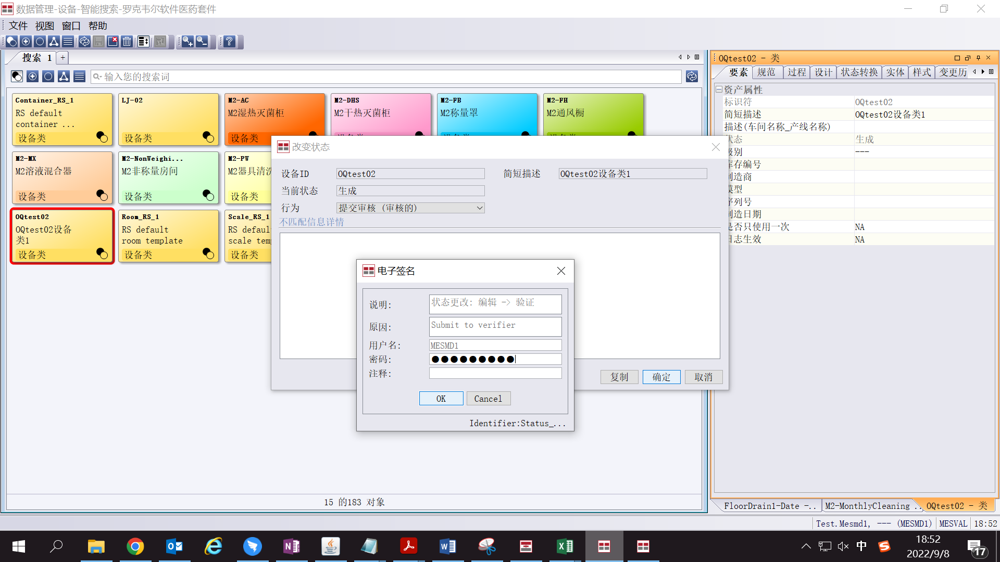 数据管理-设备-智能搜索-罗克韦尔软件医药套件
文件 视图 窗口 帮助
搜索 1 +
输入您的搜索词
Container_RS_1
RS default
container ...
设备类
LJ-02
设备类
M2-AC
M2湿热灭菌柜
设备类
M2-DHS
M2干热灭菌柜
M2-FB
M2称量罩
M2-FH
M2通风橱
M2-MX
M2溶液混合器
设备类
M2-NonWeighi...
M2非称量房间
设备类
M2-PW
M2器具清洗
设备类
OQtest02
OQtest02设备
类1
设备类
Room_RS_1
RS default
room template
设备类
Scale_RS_1
RS defaul
scale tem
设备类
15 的183 对象
改变状态
设备ID OQtest02 简短描述 OQtest02设备类1
当前状态 生成
行为 提交审核 (审核的)
不匹配信息详情
复制 确定 取消
电子签名
说明: 状态更改: 编辑 -> 验证
原因: Submit to verifier
用户名: MESMD1
密码: ●●●●●●●●●
注释:
OK Cancel
Identifier:Status_...
OQtest02 - 类
要素 规范 过程 设计 状态转换 实体 样式 变更历
资产属性
标识符 OQtest02
简短描述 OQtest02设备类1
描述(车间名称_产线名称)
状态 生成
级别 ---
库存编号
制造商
模型
序列号
制造日期
是否只使用一次 NA
日志生效 NA
FloorDrain1-Date -.. M2-MonthlyCleaning .. OQtest02 - 类
Test.Mesmd1, --- (MESMD1) MESVAL 18:52
中
18:52
2022/9/8
17